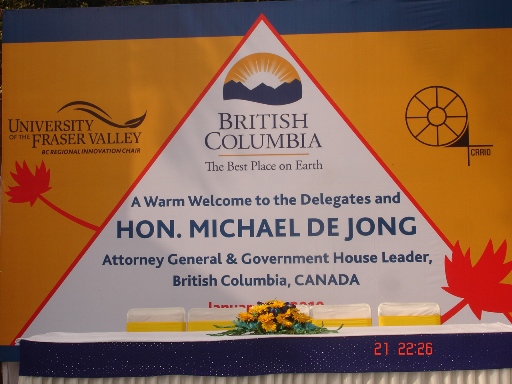 UNIVERSITY
OF THE FRASER VALLEY
BC REGIONAL INNOVATION CHAIR
BRITISH
COLUMBIA
The Best Place on Earth
CRRID
A Warm Welcome to the Delegates and
HON. MICHAEL DE JONG
Attorney General & Government House Leader,
British Columbia, CANADA
21 22:26